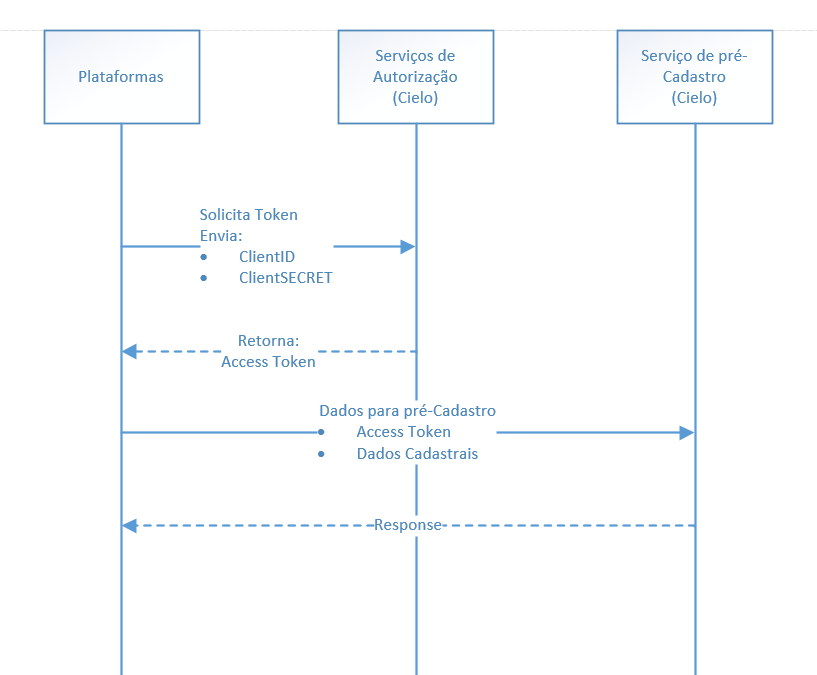 Plataformas
Serviços de
Autorização
(Cielo)
Serviço de pré-
Cadastro
(Cielo)
Solicita Token
Envia:
• ClientID
• ClientSECRET
Retorna:
Access Token
Dados para pré-Cadastro
• Access Token
• Dados Cadastrais
Response